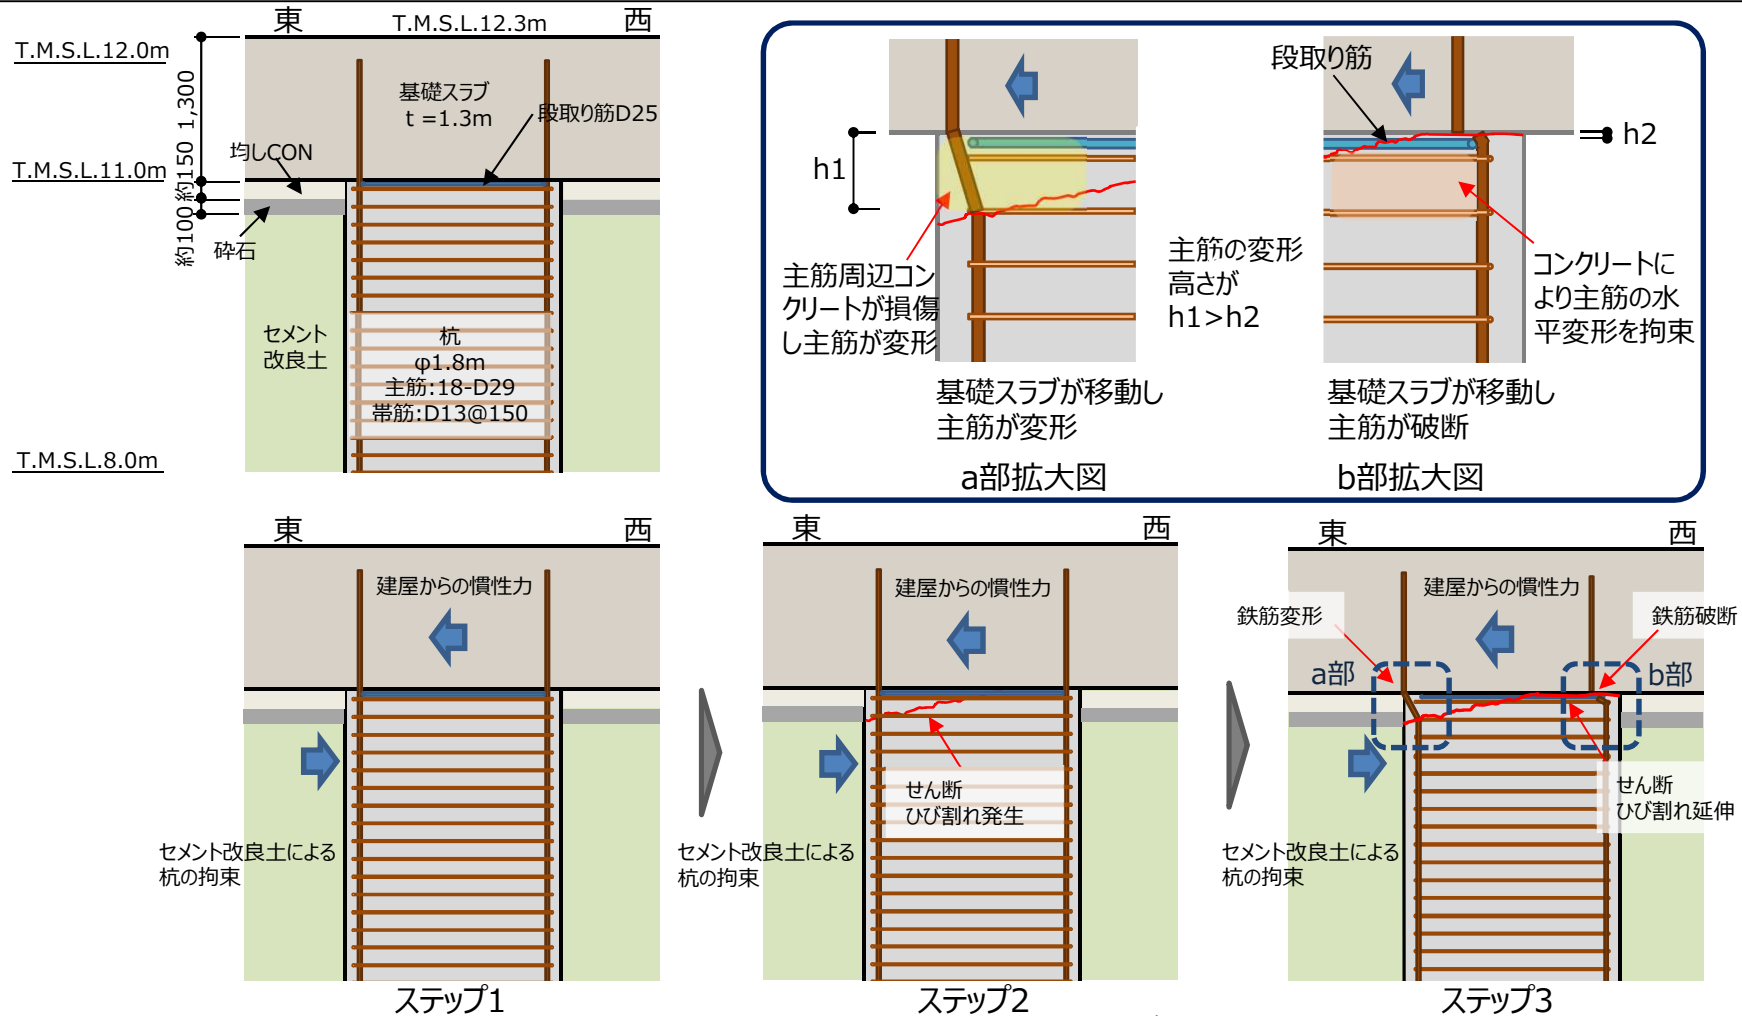 東
T.M.S.L.12.3m
西
T.M.S.L.12.0m
1,300
基礎スラブ
t =1.3m
段取り筋D25
均しCON
約150
T.M.S.L.11.0m
約100
砕石
セメント
改良土
杭
φ1.8m
主筋:18-D29
帯筋:D13@150
T.M.S.L.8.0m
h1
主筋周辺コン
クリートが損傷
し主筋が変形
基礎スラブが移動し
主筋が変形
a部拡大図
主筋の変形
高さが
h1>h2
段取り筋
h2
コンクリートに
より主筋の水
平変形を拘束
基礎スラブが移動し
主筋が破断
b部拡大図
東
西
建屋からの慣性力
セメント改良土による
杭の拘束
ステップ1
東
西
建屋からの慣性力
せん断
ひび割れ発生
セメント改良土による
杭の拘束
ステップ2
東
西
建屋からの慣性力
鉄筋変形
鉄筋破断
a部
b部
せん断
ひび割れ延伸
セメント改良土による
杭の拘束
ステップ3